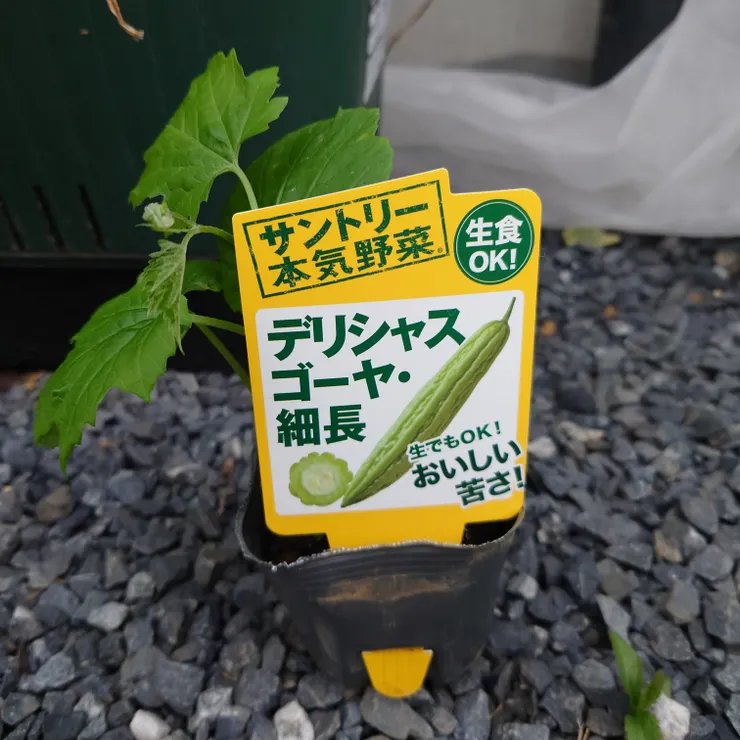 サントリー
本気野菜®
生食
OK!
デリシャス
ゴーヤ・
細長
生でもOK!
おいしい
苦さ!